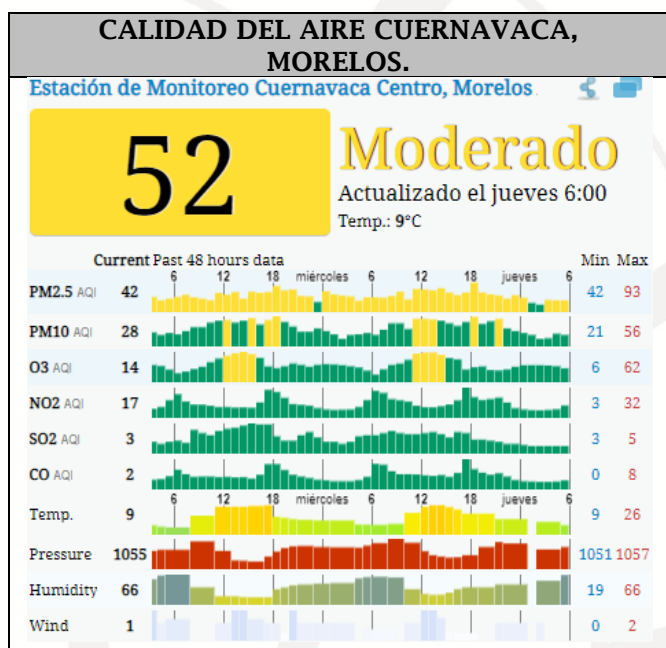 CALIDAD DEL AIRE CUERNAVACA,
MORELOS.
Estación de Monitoreo Cuernavaca Centro, Morelos
52
Moderado
Actualizado el jueves 6:00
Temp.: 9°C
Current Past 48 hours data Min Max
6 12 18 miércoles 6 12 18 jueves 6
PM2.5 AQI 42 42 93
PM10 AQI 28 21 56
O3 AQI 14 6 62
NO2 AQI 17 3 32
SO2 AQI 3 3 5
CO AQI 2 0 8
6 12 18 miércoles 6 12 18 jueves 6
Temp. 9 9 26
Pressure 1055 1051 1057
Humidity 66 19 66
Wind 1 0 2